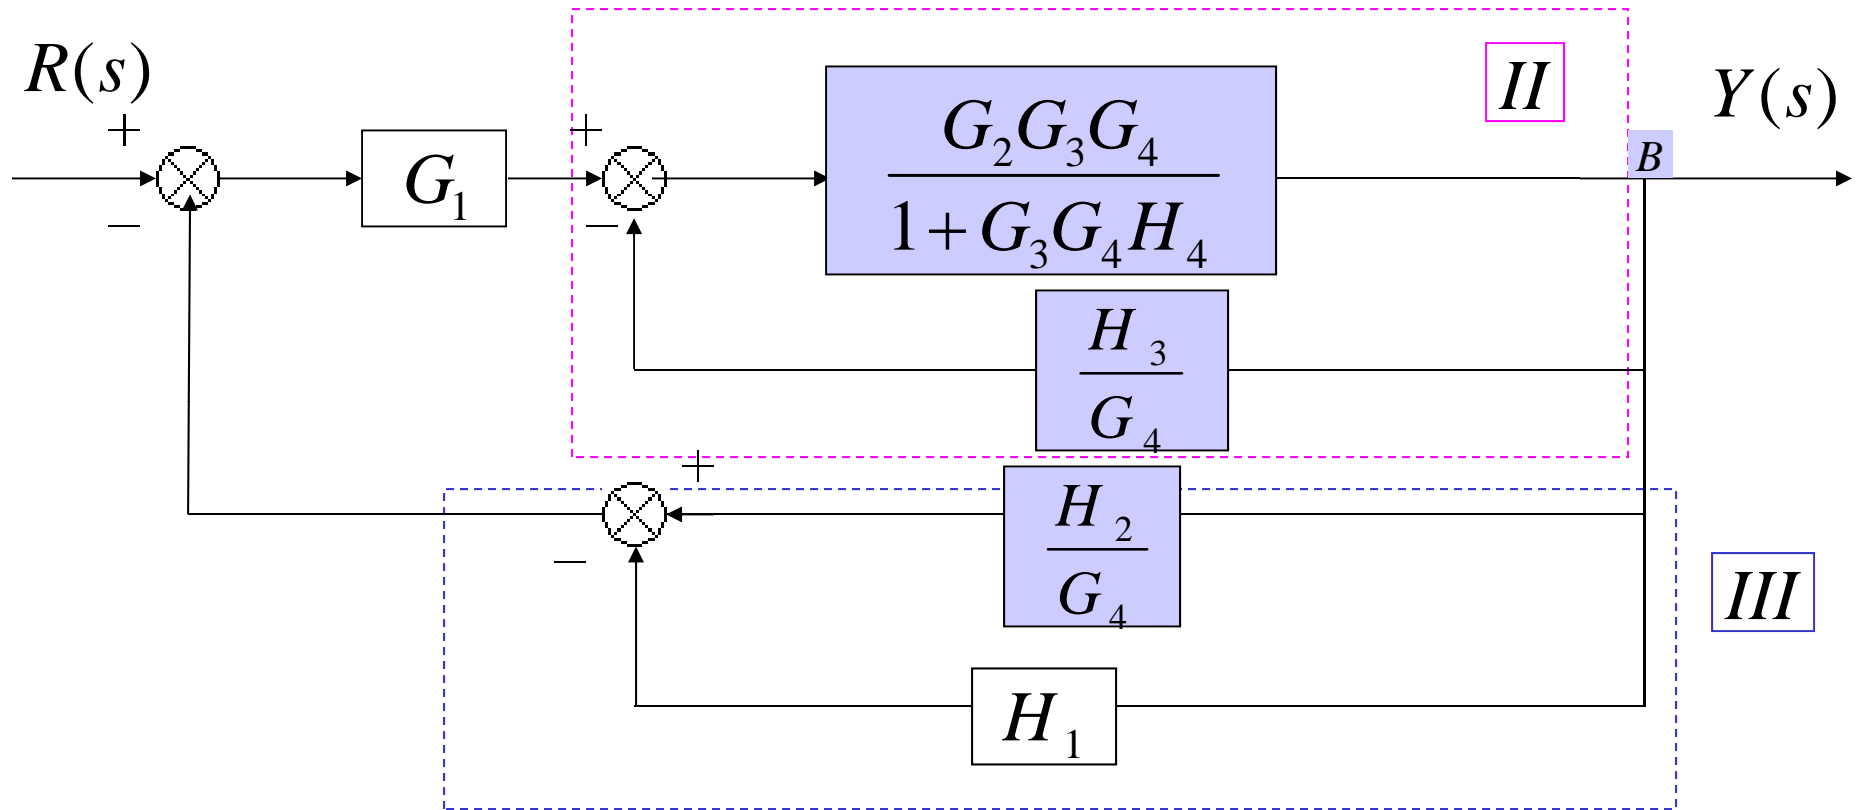 R(s)
+
−
G₁
+
−
G₂G₃G₄
1+G₃G₄H₄
II
B
Y(s)
H₃
G₄
+
−
H₂
G₄
III
H₁